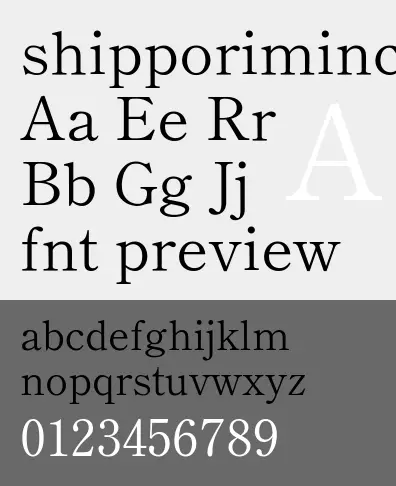 shipporiminc
Aa Ee Rr
A
Bb Gg Jj
fnt preview
abcdefghijklm
nopqrstuvwxyz
0123456789